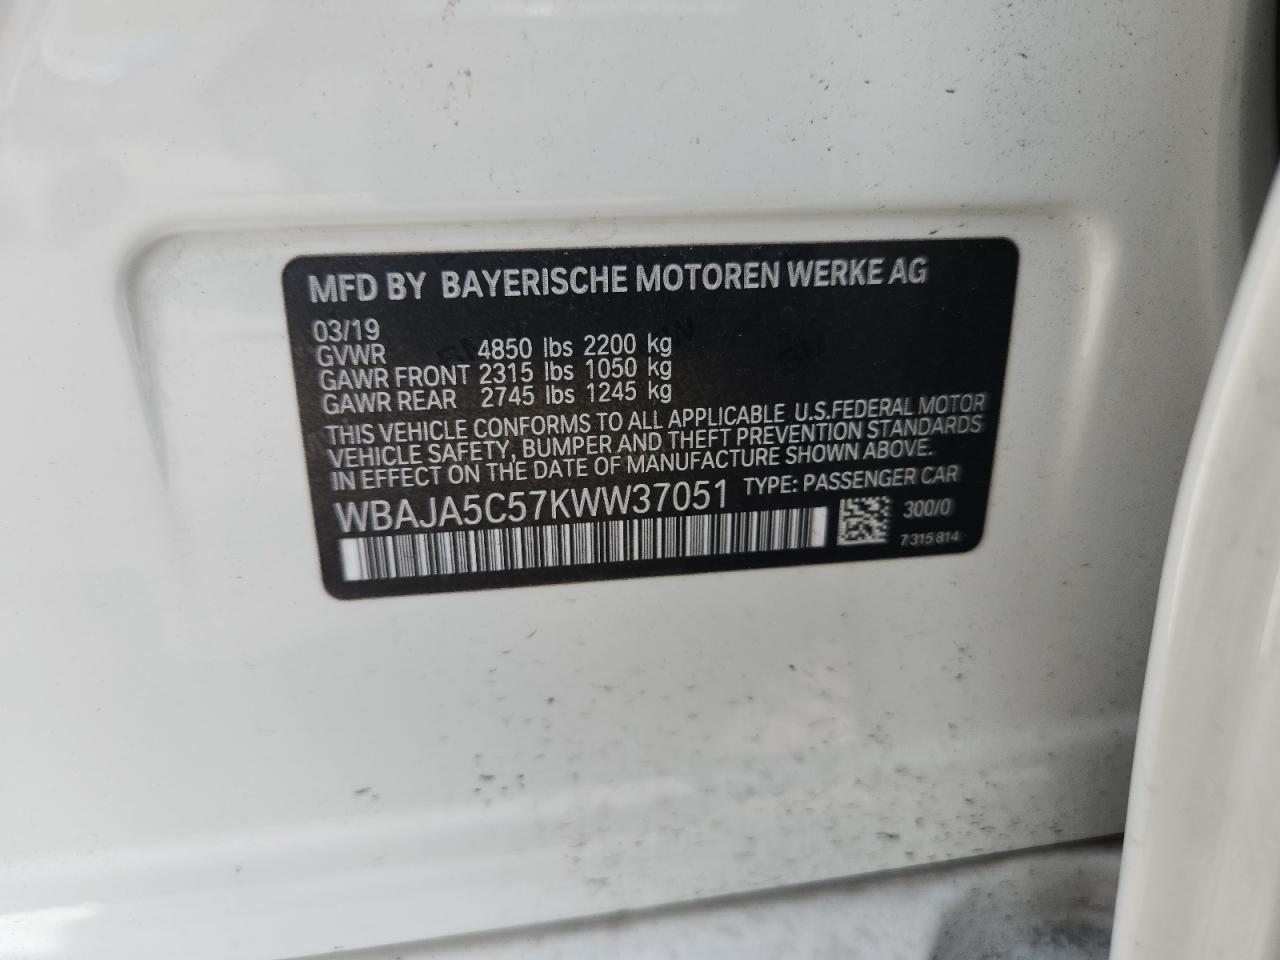 MFD BY BAYERISCHE MOTOREN WERKE AG
03/19
GVWR 4850 lbs 2200 kg
GAWR FRONT 2315 lbs 1050 kg
GAWR REAR 2745 lbs 1245 kg
THIS VEHICLE CONFORMS TO ALL APPLICABLE U.S.FEDERAL MOTOR
VEHICLE SAFETY, BUMPER AND THEFT PREVENTION STANDARDS
IN EFFECT ON THE DATE OF MANUFACTURE SHOWN ABOVE.
WBAJA5C57KWW37051 TYPE: PASSENGER CAR
300/0
7 315 814